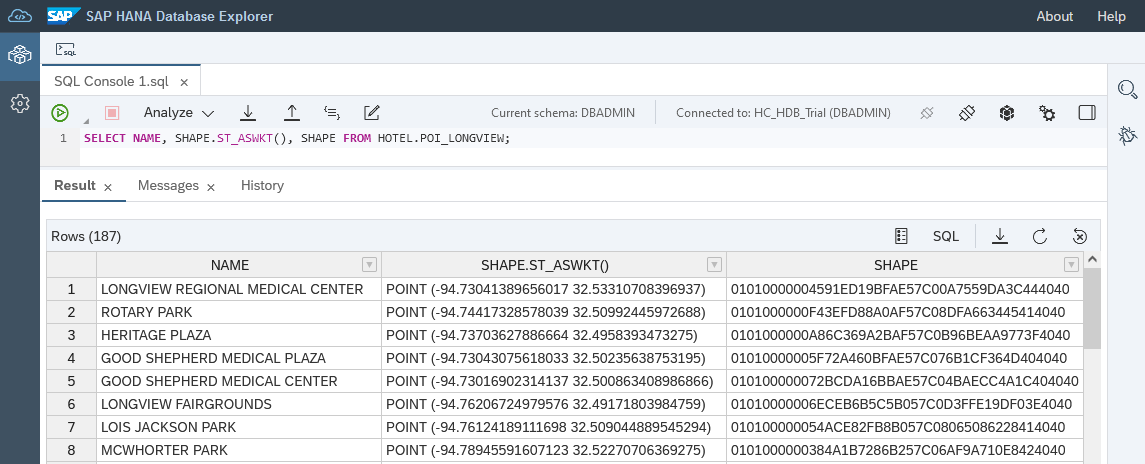 SAP SAP HANA Database Explorer About Help
SQL
SQL Console 1.sql
Analyze Current schema: DBADMIN Connected to: HC_HDB_Trial (DBADMIN)
1 SELECT NAME, SHAPE.ST_ASWKT(), SHAPE FROM HOTEL.POI_LONGVIEW;
Result Messages History
Rows (187) SQL
NAME SHAPE.ST_ASWKT() SHAPE
1 LONGVIEW REGIONAL MEDICAL CENTER POINT (-94.73041389656017 32.53310708396937) 01010000004591ED19BFAE57C00A7559DA3C444040
2 ROTARY PARK POINT (-94.74417328578039 32.50992445972688) 0101000000F43EFD88A0AF57C08DFA663445414040
3 HERITAGE PLAZA POINT (-94.73703627886664 32.4958393473275) 0101000000A86C369A2BAF57C0B96BEAA9773F4040
4 GOOD SHEPHERD MEDICAL PLAZA POINT (-94.73043075618033 32.50235638753195) 01010000005F72A460BFAE57C076B1CF364D404040
5 GOOD SHEPHERD MEDICAL CENTER POINT (-94.73016902314137 32.500863408986866) 010100000072BCDA16BBAE57C04BAECC4A1C404040
6 LONGVIEW FAIRGROUNDS POINT (-94.76206724979576 32.49171803984759) 01010000006ECEB6B5C5B057C0D3FFE19DF03E4040
7 LOIS JACKSON PARK POINT (-94.76124189111698 32.509044889545294) 010100000054ACE82FB8B057C08065086228414040
8 MCWHORTER PARK POINT (-94.78945591607123 32.52270706369275) 0101000000384A1B7286B257C06AF9A710E8424040